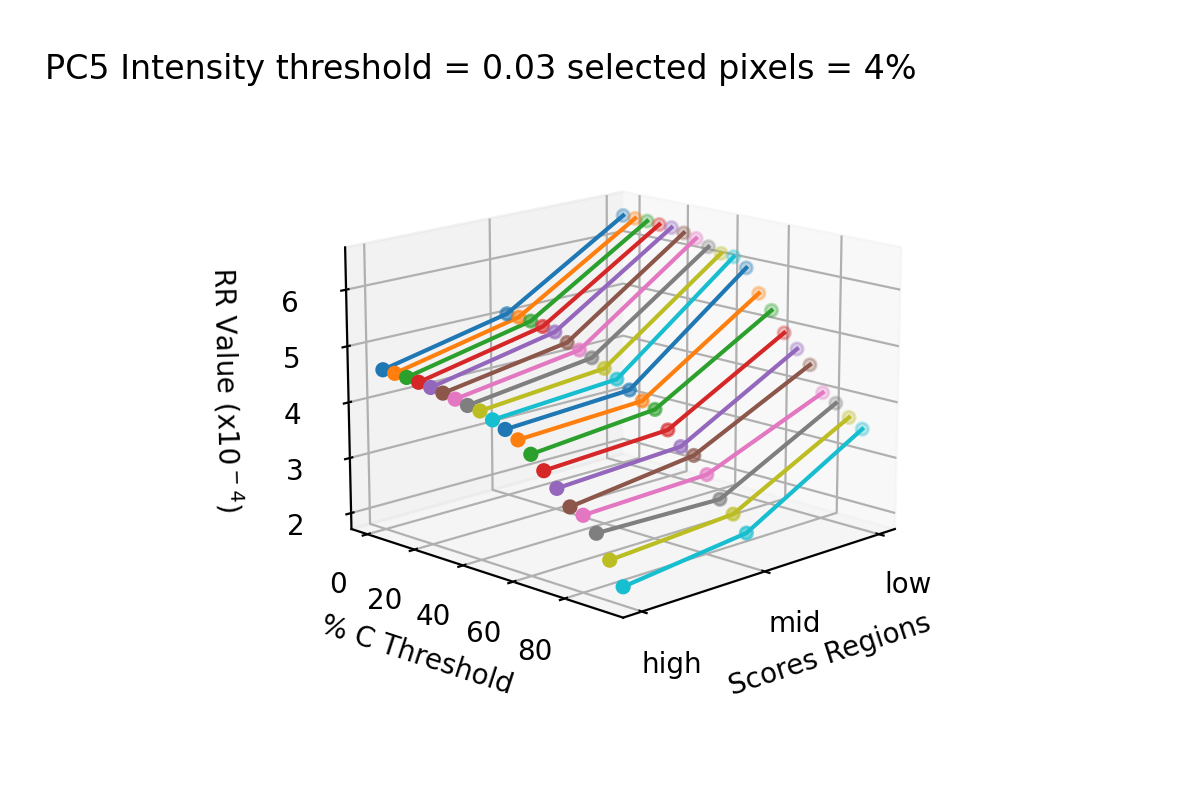 PC5 Intensity threshold = 0.03 selected pixels = 4%
RR Value (x10⁻⁴)
6
5
4
3
2
0
20
40
60
80
% C Threshold
high
mid
low
Scores Regions